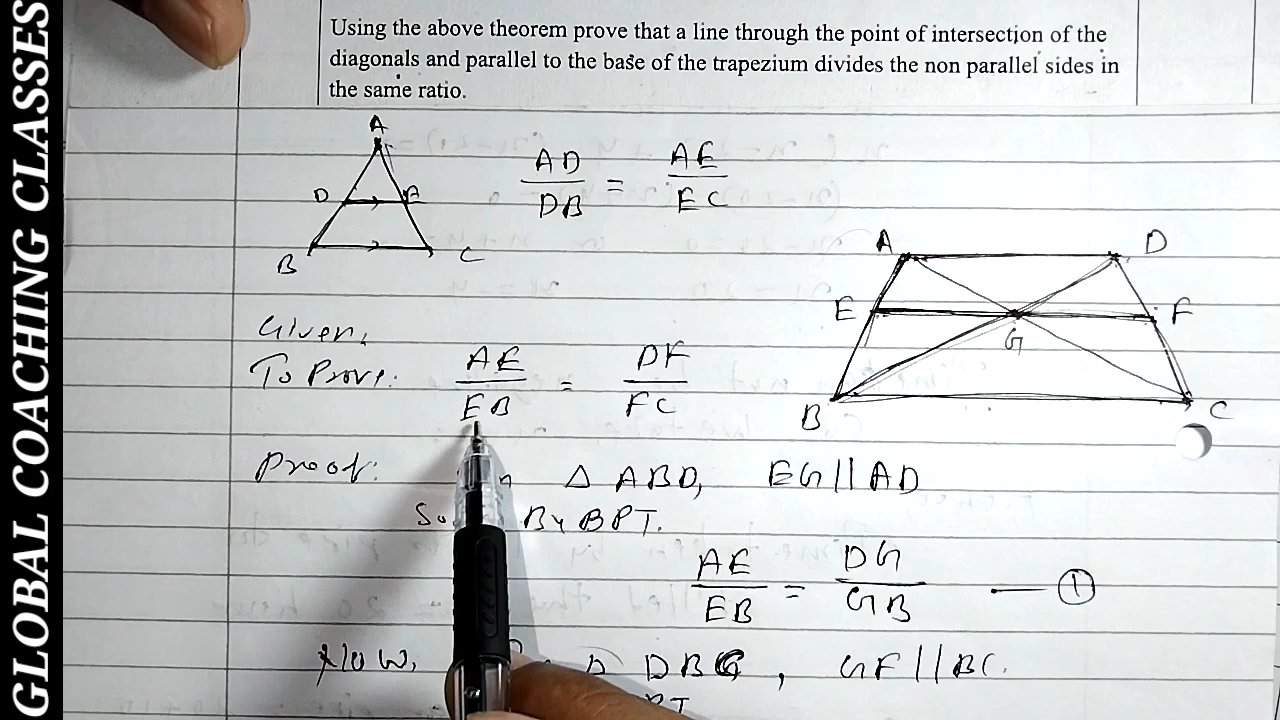 GLOBAL COACHING CLASSES
Using the above theorem prove that a line through the point of intersection of the
diagonals and parallel to the base of the trapezium divides the non parallel sides in
the same ratio.
A
D
B
C
AD/DB = AE/EC
A D
E F
G
B C
Given,
To Prove: AE/EB = DF/FC
Proof: Δ ABD, EG || AD
So By BPT.
AE/EB = DG/GB — ①
Now, Δ DBC, GF || BC.